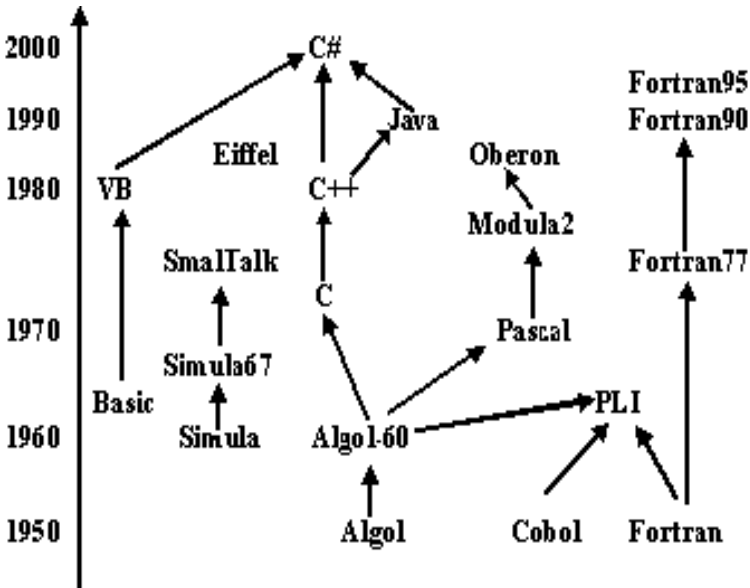 2000 C#
Fortran95
1990 Java Fortran90
Eiffel Oberon
1980 VB C++
Modula2
SmalTalk Fortran77
C
1970 Pascal
Simula67
Basic PLI
1960 Simula Algol-60
1950 Algol Cobol Fortran